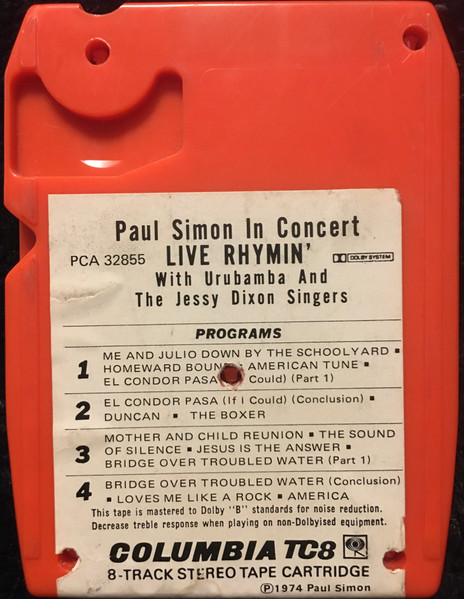 Paul Simon In Concert
PCA 32855 LIVE RHYMIN' DOLBY SYSTEM
With Urubamba And
The Jessy Dixon Singers
PROGRAMS
1 ME AND JULIO DOWN BY THE SCHOOLYARD ▪
HOMEWARD BOUND ▪ AMERICAN TUNE ▪
EL CONDOR PASA Could) (Part 1)
2 EL CONDOR PASA (If I Could) (Conclusion) ▪
DUNCAN ▪ THE BOXER
3 MOTHER AND CHILD REUNION ▪ THE SOUND
OF SILENCE ▪ JESUS IS THE ANSWER ▪
BRIDGE OVER TROUBLED WATER (Part 1)
4 BRIDGE OVER TROUBLED WATER (Conclusion)
▪ LOVES ME LIKE A ROCK ▪ AMERICA
This tape is mastered to Dolby "B" standards for noise reduction.
Decrease treble response when playing on non-Dolbyised equipment.
COLUMBIA TC8
8-TRACK STEREO TAPE CARTRIDGE
Ⓟ1974 Paul Simon